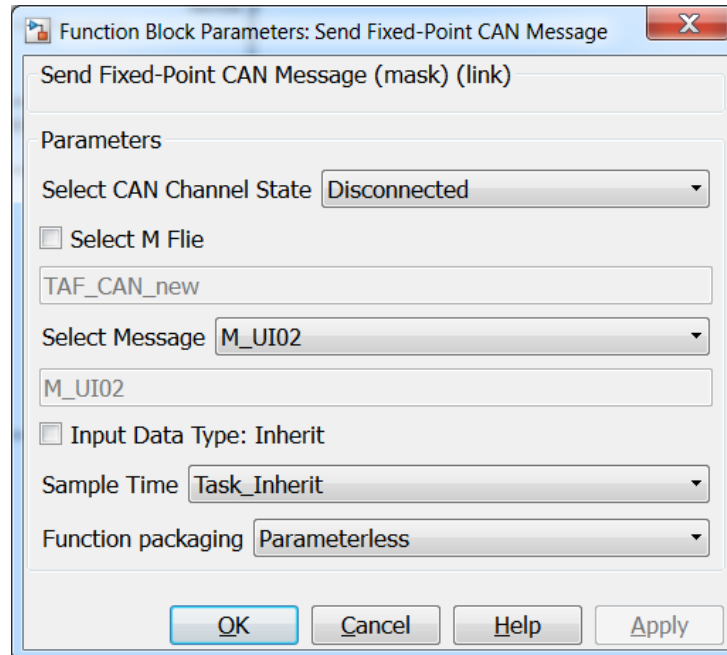 Function Block Parameters: Send Fixed-Point CAN Message
Send Fixed-Point CAN Message (mask) (link)
Parameters
Select CAN Channel State Disconnected
Select M Flie
TAF_CAN_new
Select Message M_UI02
M_UI02
Input Data Type: Inherit
Sample Time Task_Inherit
Function packaging Parameterless
OK Cancel Help Apply